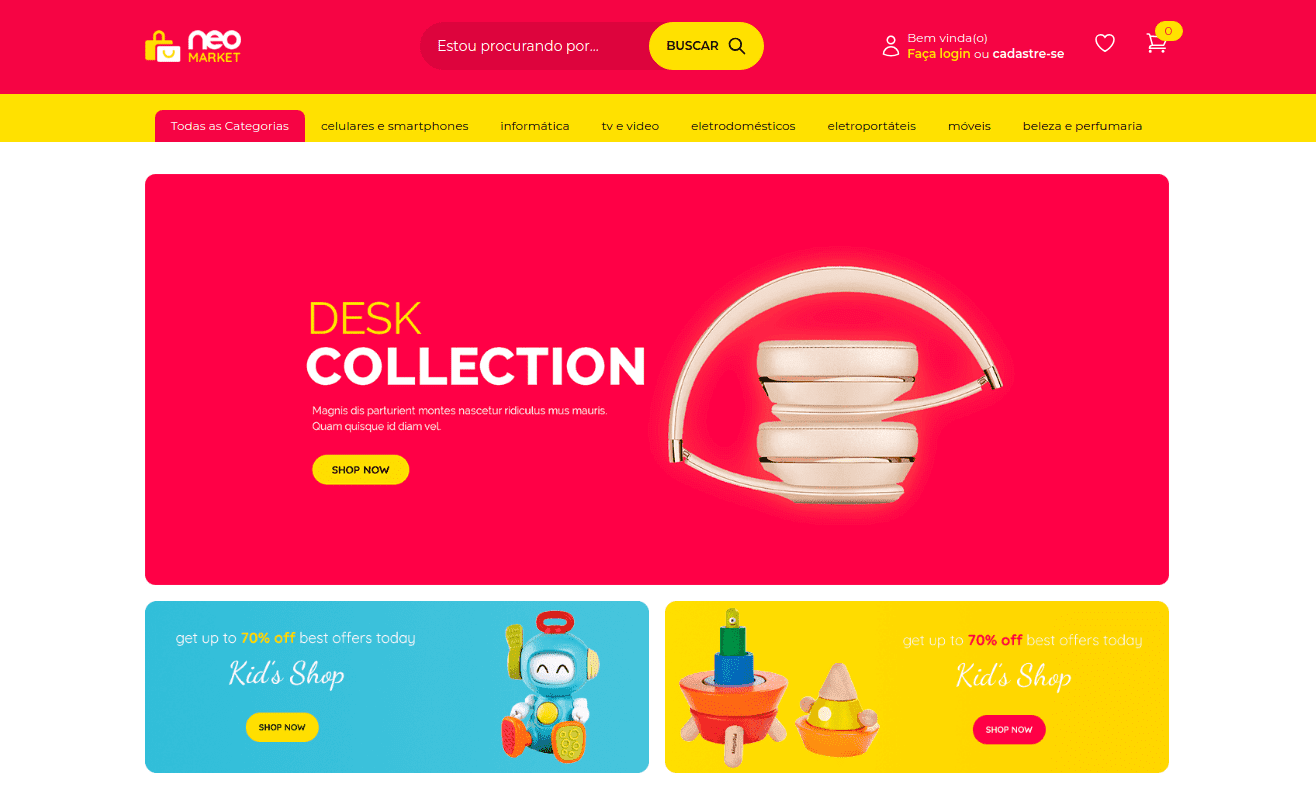 neo
MARKET
Estou procurando por...
BUSCAR
Bem vinda(o)
Faça login ou cadastre-se
0
Todas as Categorias
celulares e smartphones
informática
tv e video
eletrodomésticos
eletroportáteis
móveis
beleza e perfumaria
DESK
COLLECTION
Magnis dis parturient montes nascetur ridiculus mus mauris.
Quam quisque id diam vel.
SHOP NOW
get up to 70% off best offers today
Kid's Shop
SHOP NOW
get up to 70% off best offers today
Kid's Shop
SHOP NOW